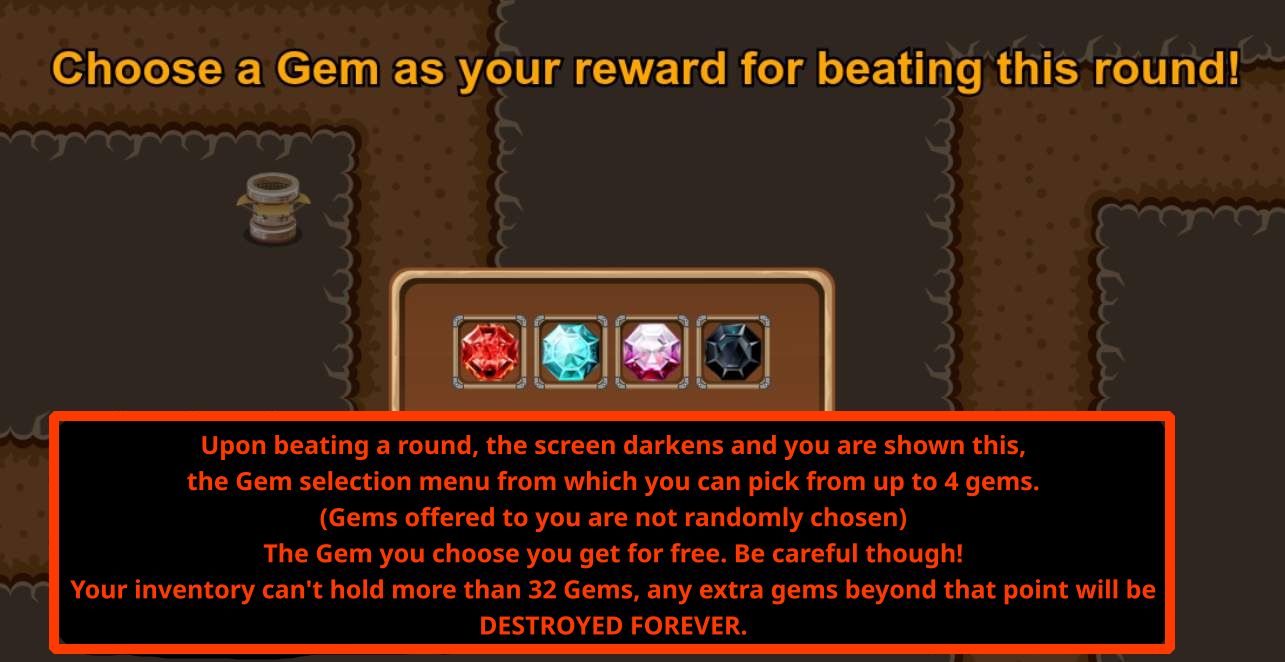 Choose a Gem as your reward for beating this round!
Upon beating a round, the screen darkens and you are shown this,
the Gem selection menu from which you can pick from up to 4 gems.
(Gems offered to you are not randomly chosen)
The Gem you choose you get for free. Be careful though!
Your inventory can't hold more than 32 Gems, any extra gems beyond that point will be
DESTROYED FOREVER.